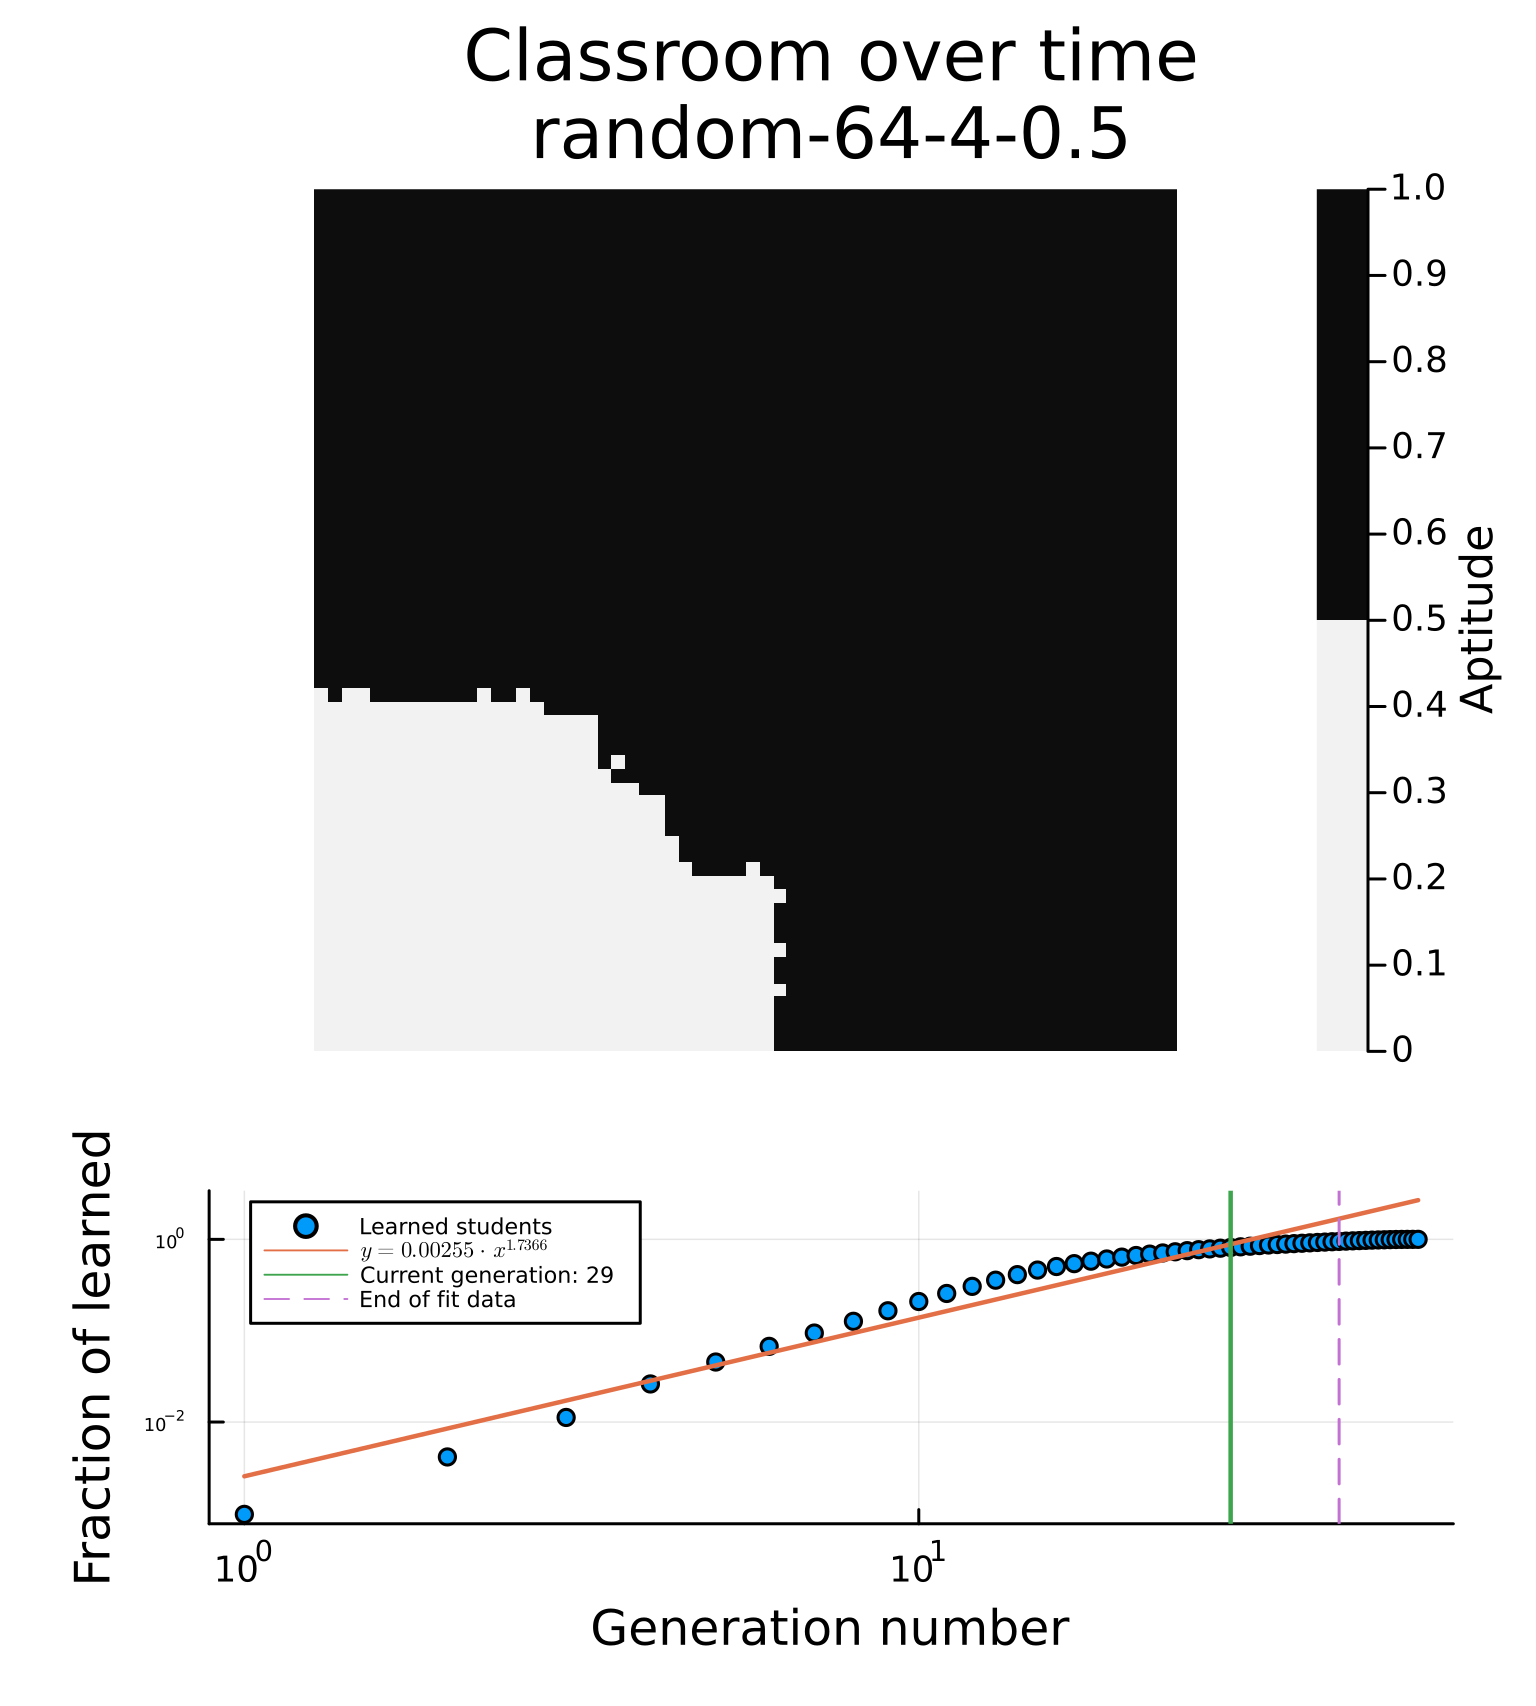 Classroom over time
random-64-4-0.5
1.0
0.9
0.8
0.7
0.6
0.5
0.4
0.3
0.2
0.1
0
Aptitude
Fraction of learned
10^0
10^-2
Learned students
y = 0.00255 · x^1.7366
Current generation: 29
End of fit data
10^0
10^1
Generation number